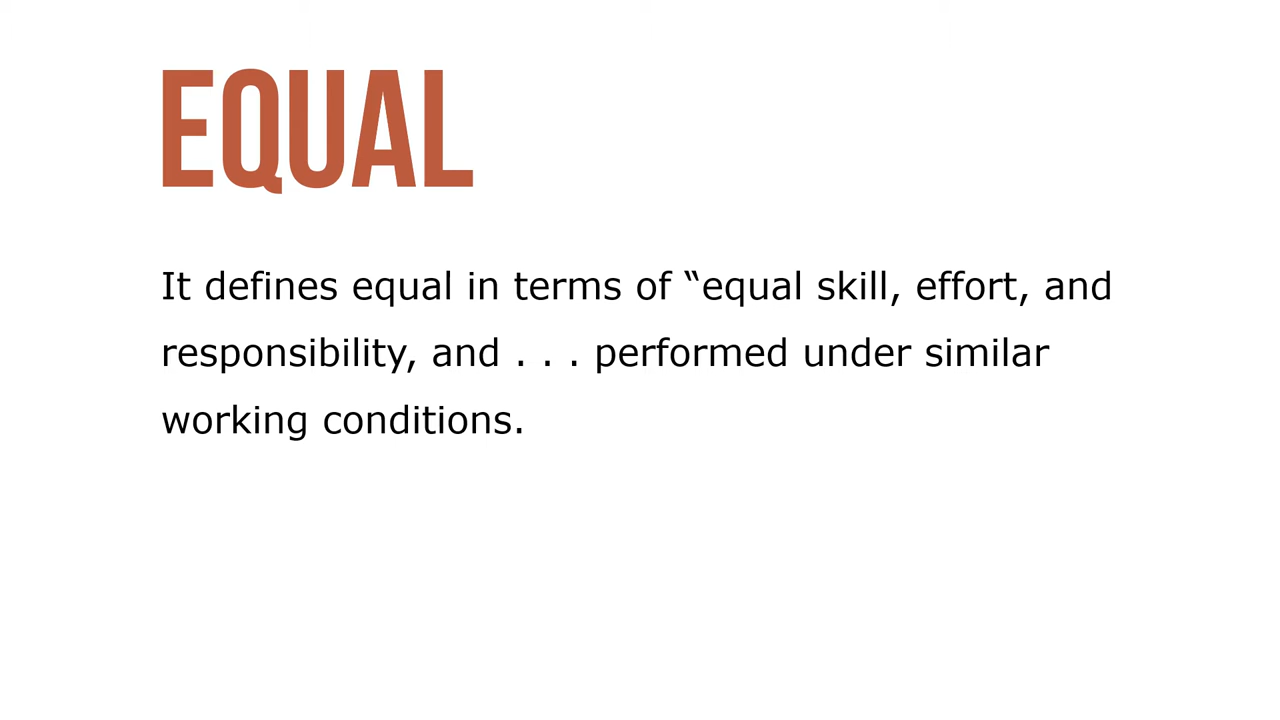 EQUAL
It defines equal in terms of “equal skill, effort, and
responsibility, and . . . performed under similar
working conditions.